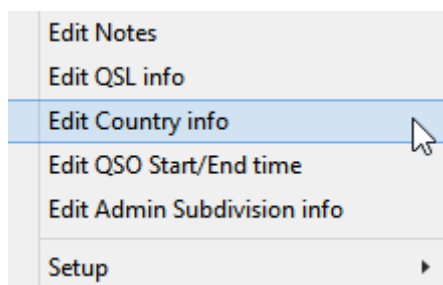 Edit Notes
Edit QSL info
Edit Country info
Edit QSO Start/End time
Edit Admin Subdivision info
Setup